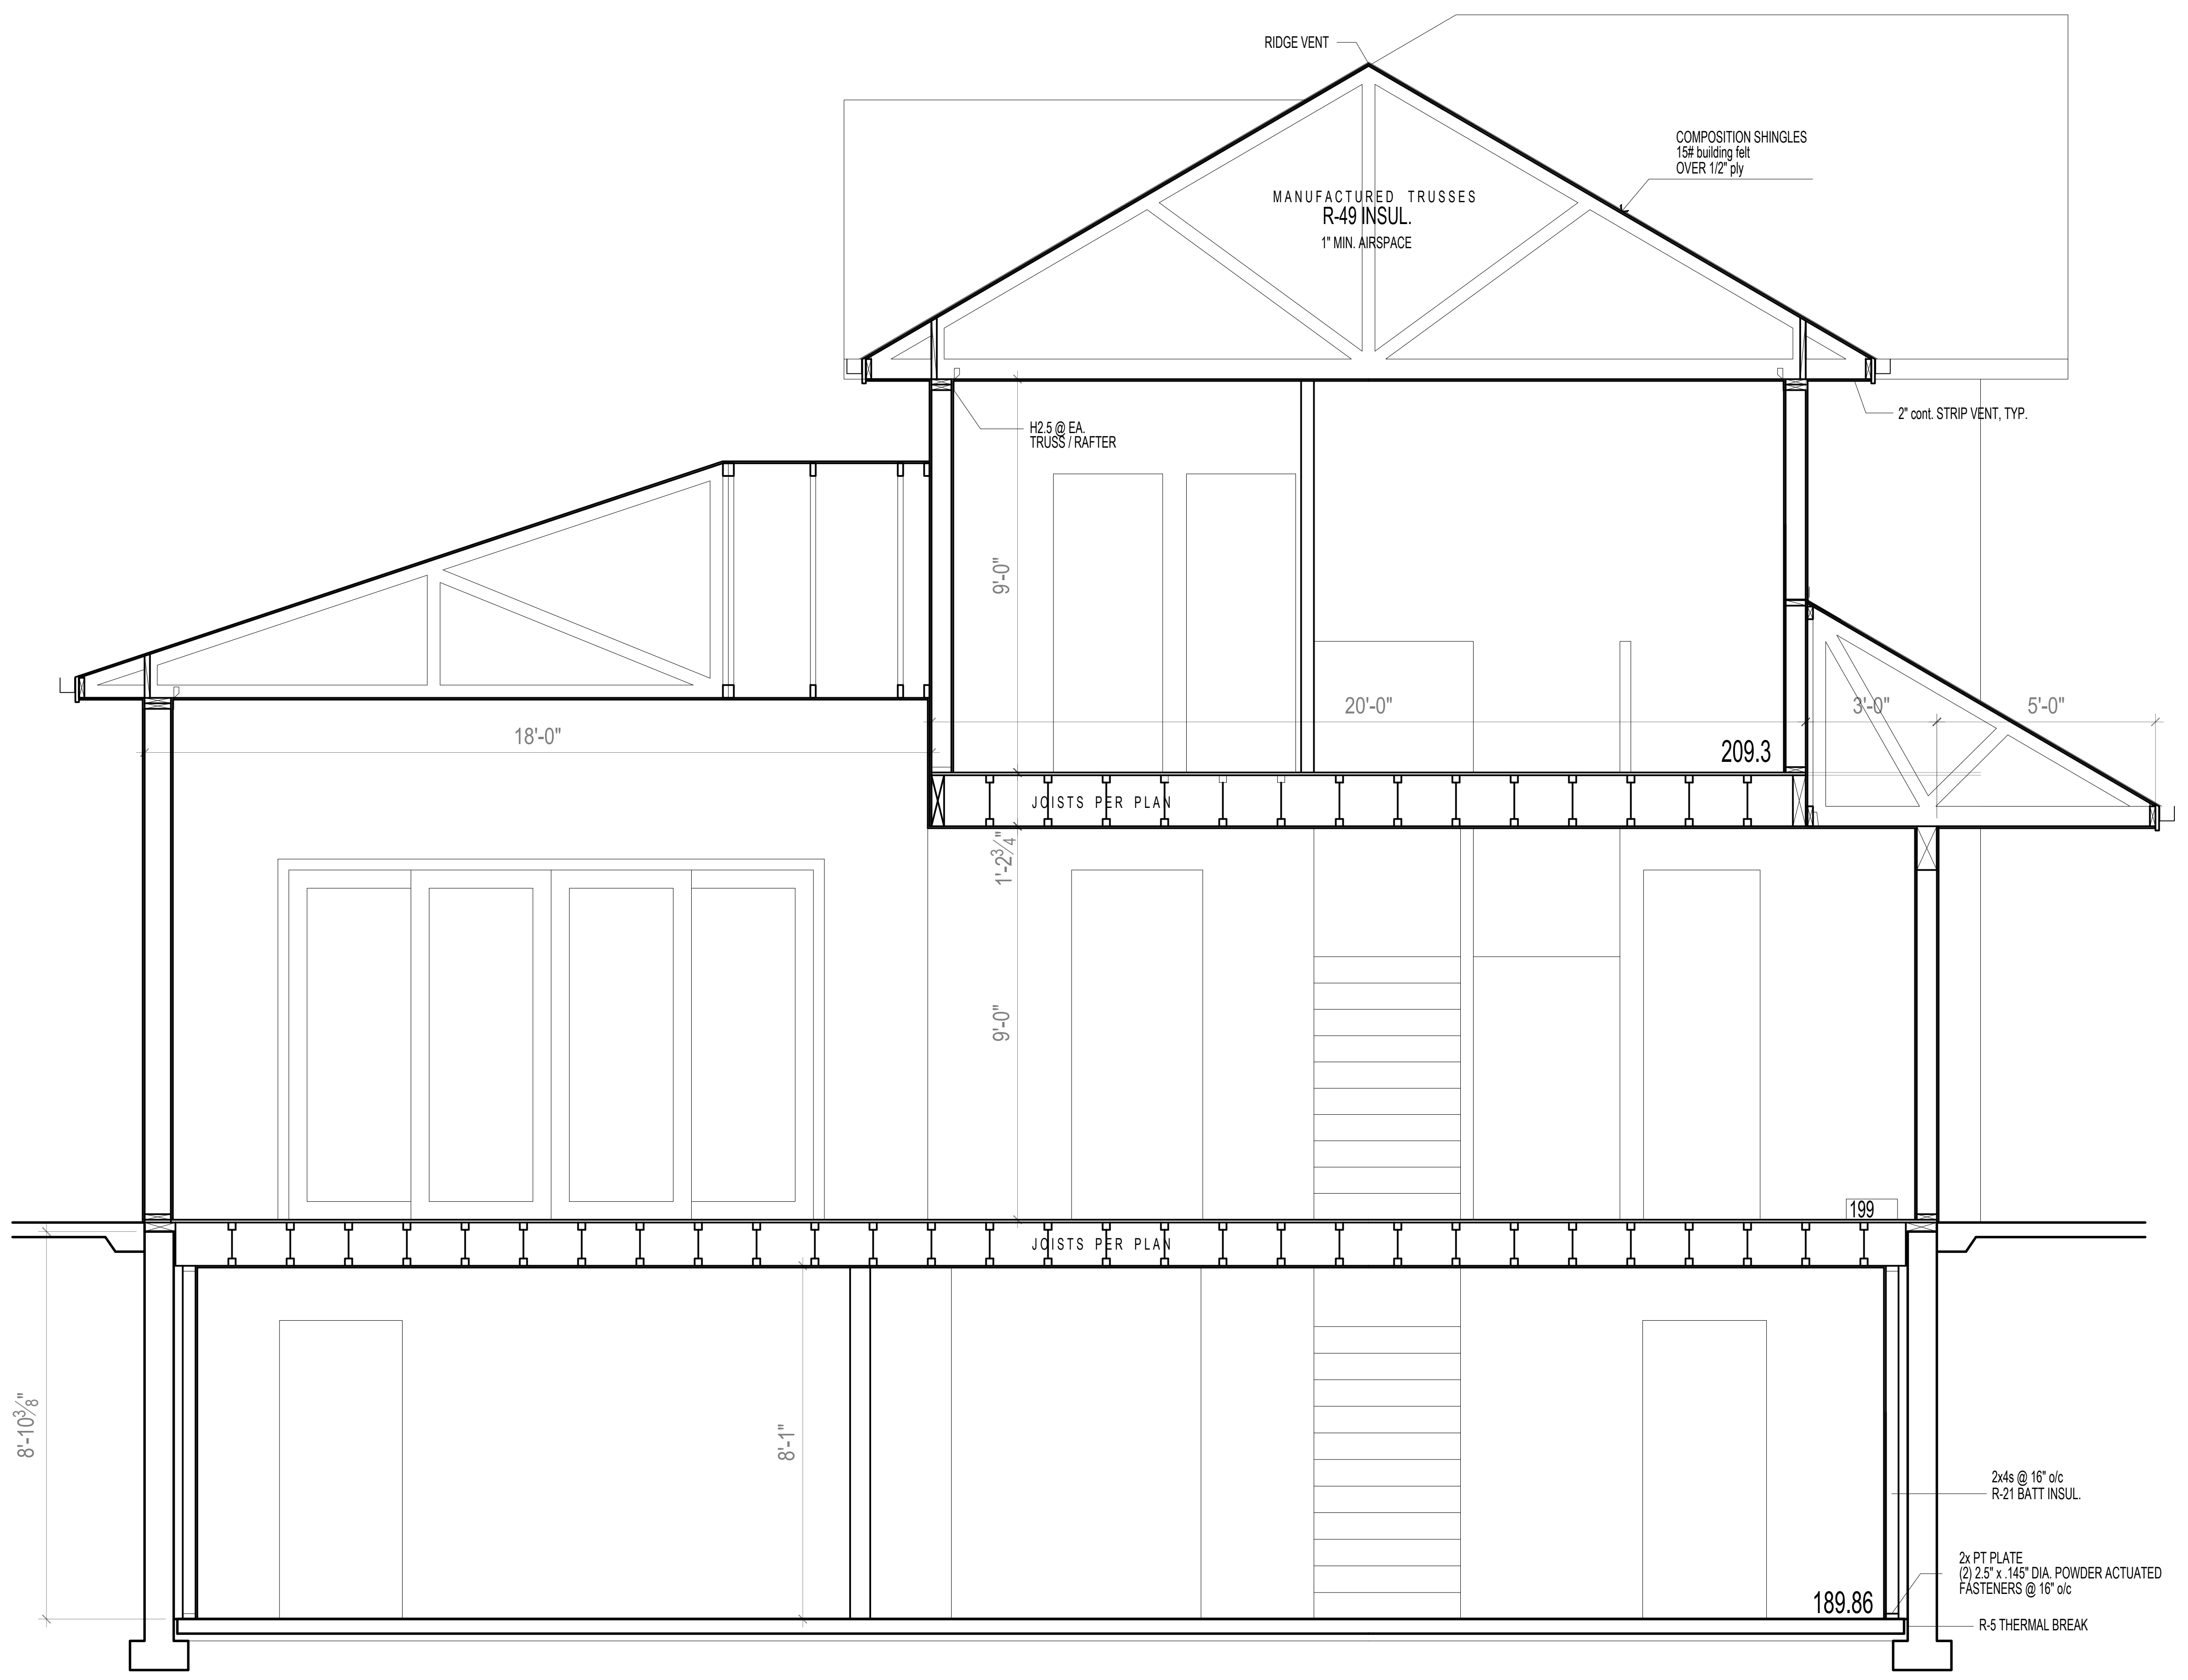 RIDGE VENT
COMPOSITION SHINGLES
15# building felt
OVER 1/2" ply
MANUFACTURED TRUSSES
R-49 INSUL.
1" MIN. AIRSPACE
2" cont. STRIP VENT, TYP.
H2.5 @ EA.
TRUSS / RAFTER
9'-0"
20'-0"
3'-0"
5'-0"
18'-0"
209.3
JOISTS PER PLAN
1'-2 3/4"
9'-0"
199
JOISTS PER PLAN
8'-10 3/8"
8'-1"
2x4s @ 16" o/c
R-21 BATT INSUL.
2x PT PLATE
(2) 2.5" x .145" DIA. POWDER ACTUATED
FASTENERS @ 16" o/c
189.86
R-5 THERMAL BREAK